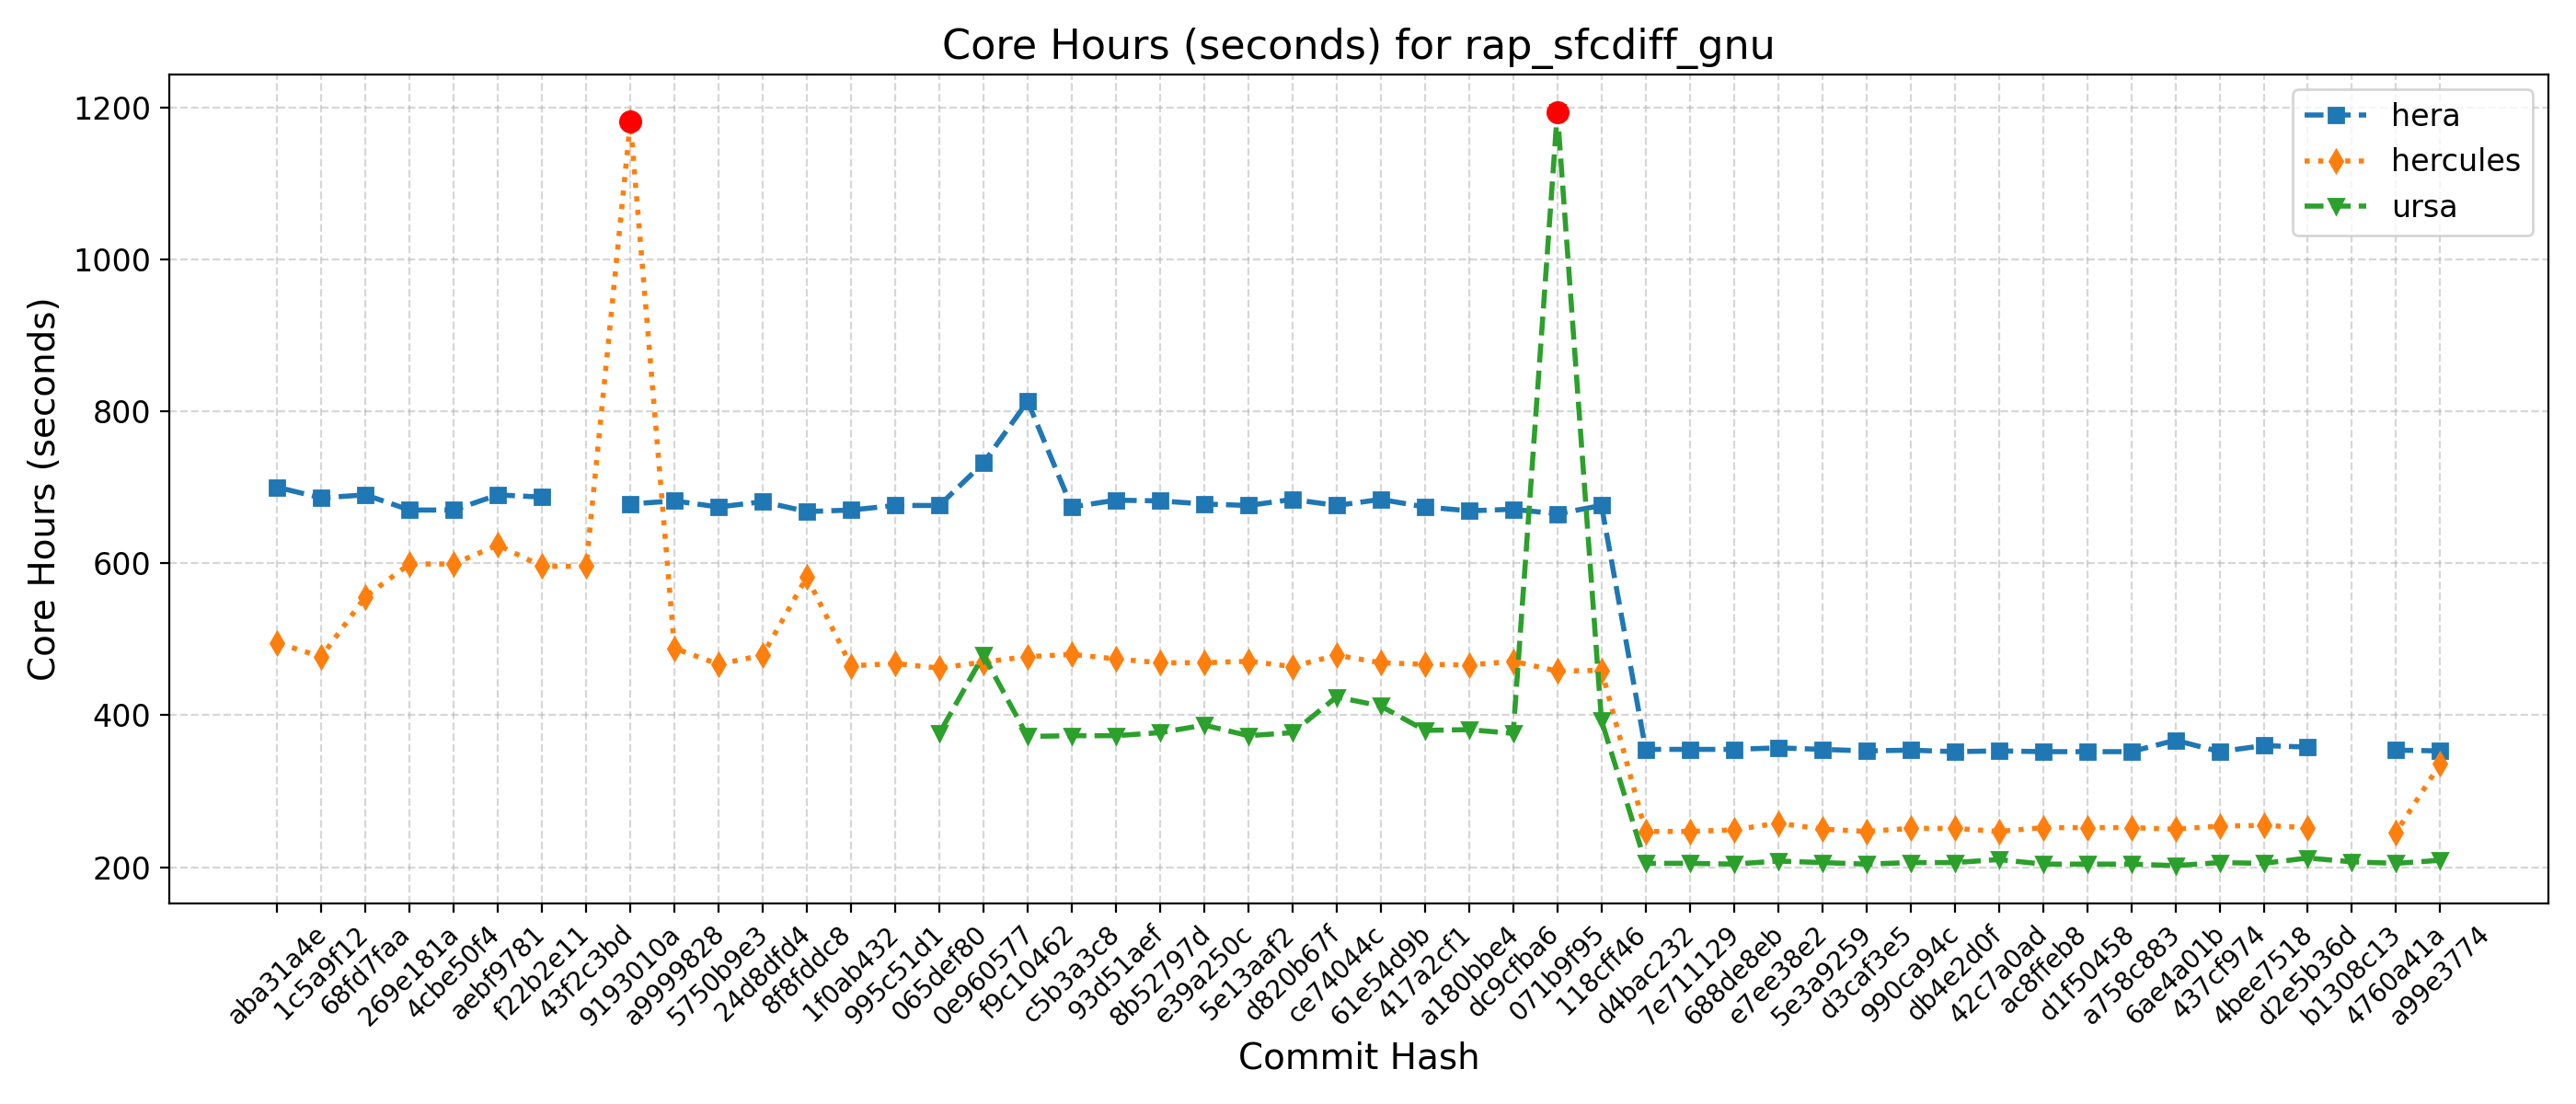 Core Hours (seconds) for rap_sfcdiff_gnu
hera
hercules
ursa
Core Hours (seconds)
1200
1000
800
600
400
200
aba31a4e
1c5a9f12
68fd7faa
269e181a
4cbe50f4
aebf9781
f22b2e11
43f2c3bd
9193010a
a9999828
5750b9e3
24d8dfd4
8f8fddc8
1f0ab432
995c51d1
065def80
0e960577
f9c10462
c5b3a3c8
93d51aef
8b52797d
e39a250c
5e13aaf2
d820b67f
ce74044c
61e54d9b
417a2cf1
a180bbe4
dc9cfba6
071b9f95
118cff46
d4bac232
7e711129
688de8eb
e7ee38e2
5e3a9259
d3caf3e5
990ca94c
db4e2d0f
42c7a0ad
ac8ffeb8
d1f50458
a758c883
6ae4a01b
437cf974
4bee7518
d2e5b36d
b1308c13
4760a41a
a99e3774
Commit Hash